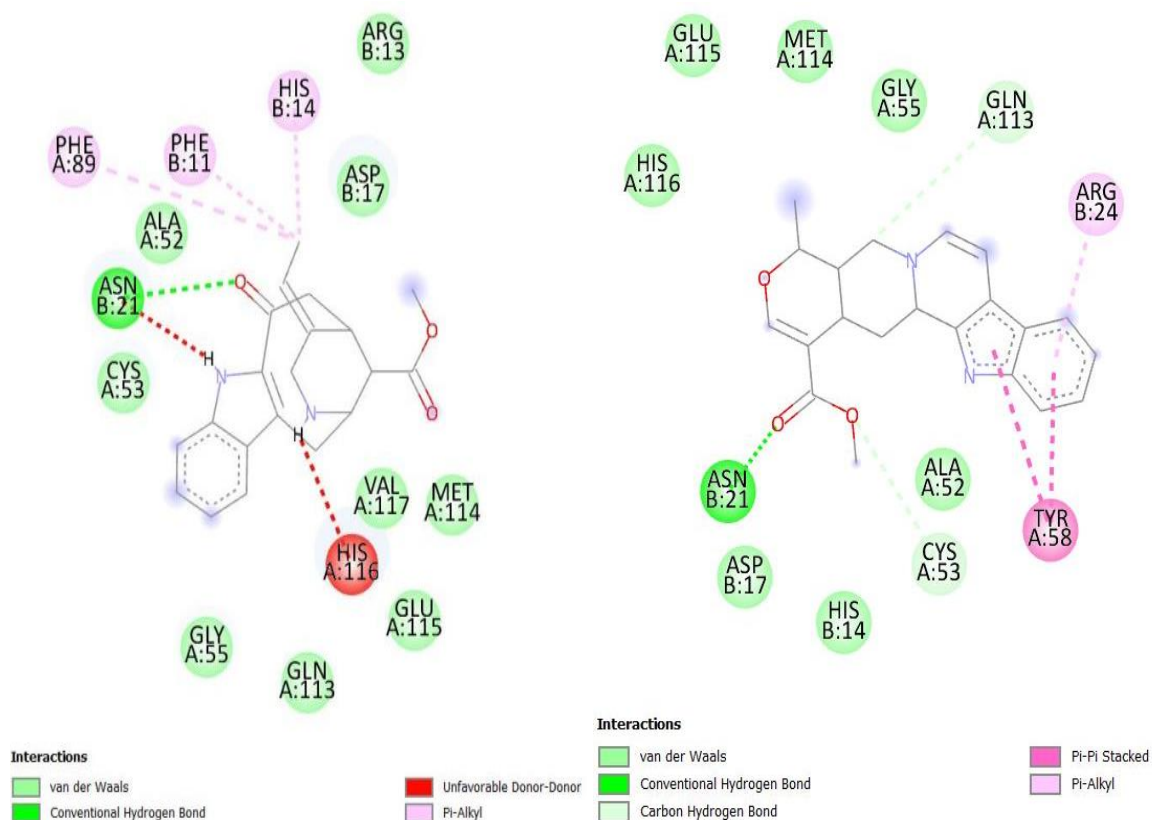 ARG
B:13
HIS
B:14
PHE
A:89
PHE
B:11
ASP
B:17
ALA
A:52
ASN
B:21
O
H
N
CYS
A:53
O
O
N
H
VAL
A:117
MET
A:114
HIS
A:116
GLU
A:115
GLY
A:55
GLN
A:113
Interactions
van der Waals
Conventional Hydrogen Bond
Unfavorable Donor-Donor
Pi-Alkyl
GLU
A:115
MET
A:114
GLY
A:55
GLN
A:113
HIS
A:116
ARG
B:24
O
N
N
O
O
ASN
B:21
ALA
A:52
TYR
A:58
CYS
A:53
ASP
B:17
HIS
B:14
Interactions
van der Waals
Conventional Hydrogen Bond
Carbon Hydrogen Bond
Pi-Pi Stacked
Pi-Alkyl